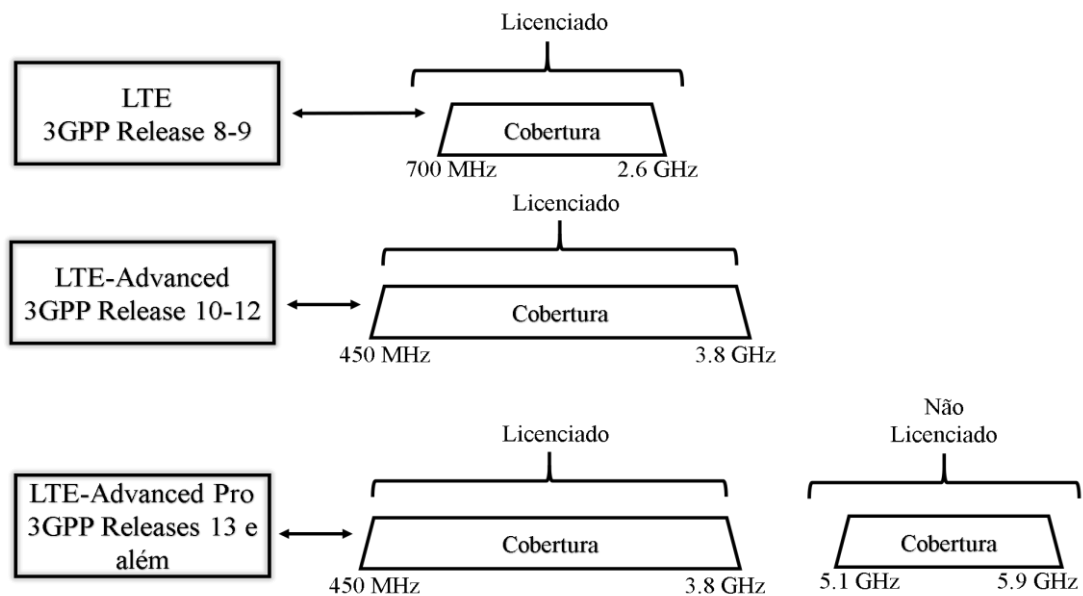 Licenciado
LTE
3GPP Release 8-9
Cobertura
700 MHz
2.6 GHz
Licenciado
LTE-Advanced
3GPP Release 10-12
Cobertura
450 MHz
3.8 GHz
Não
Licenciado
Licenciado
LTE-Advanced Pro
3GPP Releases 13 e
além
Cobertura
450 MHz
3.8 GHz
Cobertura
5.1 GHz
5.9 GHz